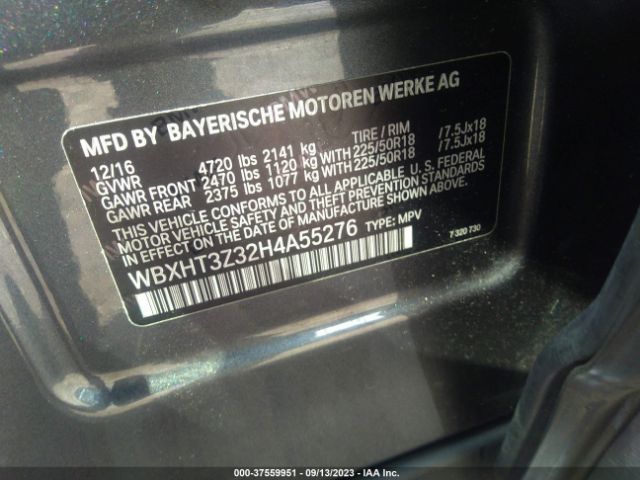 MFD BY BAYERISCHE MOTOREN WERKE AG
12/16
GVWR 4720 lbs 2141 kg TIRE / RIM
GAWR FRONT 2470 lbs 1120 kg WITH 225/50R18 /7.5Jx18
GAWR REAR 2375 lbs 1077 kg WITH 225/50R18 /7.5Jx18
THIS VEHICLE CONFORMS TO ALL APPLICABLE U. S. FEDERAL
MOTOR VEHICLE SAFETY AND THEFT PREVENTION STANDARDS
IN EFFECT ON THE DATE OF MANUFACTURE SHOWN ABOVE.
WBXHT3Z32H4A55276 TYPE: MPV
7 320 730
000-37559951 - 09/13/2023 - IAA Inc.